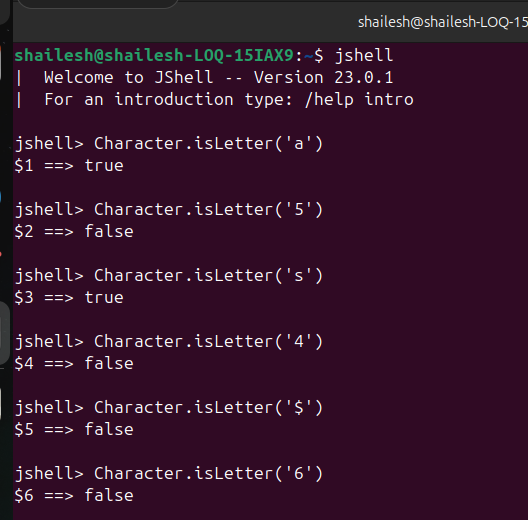 shailesh@shailesh-LOQ-15
shailesh@shailesh-LOQ-15IAX9:~$ jshell
|  Welcome to JShell -- Version 23.0.1
|  For an introduction type: /help intro
jshell> Character.isLetter('a')
$1 ==> true
jshell> Character.isLetter('5')
$2 ==> false
jshell> Character.isLetter('s')
$3 ==> true
jshell> Character.isLetter('4')
$4 ==> false
jshell> Character.isLetter('$')
$5 ==> false
jshell> Character.isLetter('6')
$6 ==> false